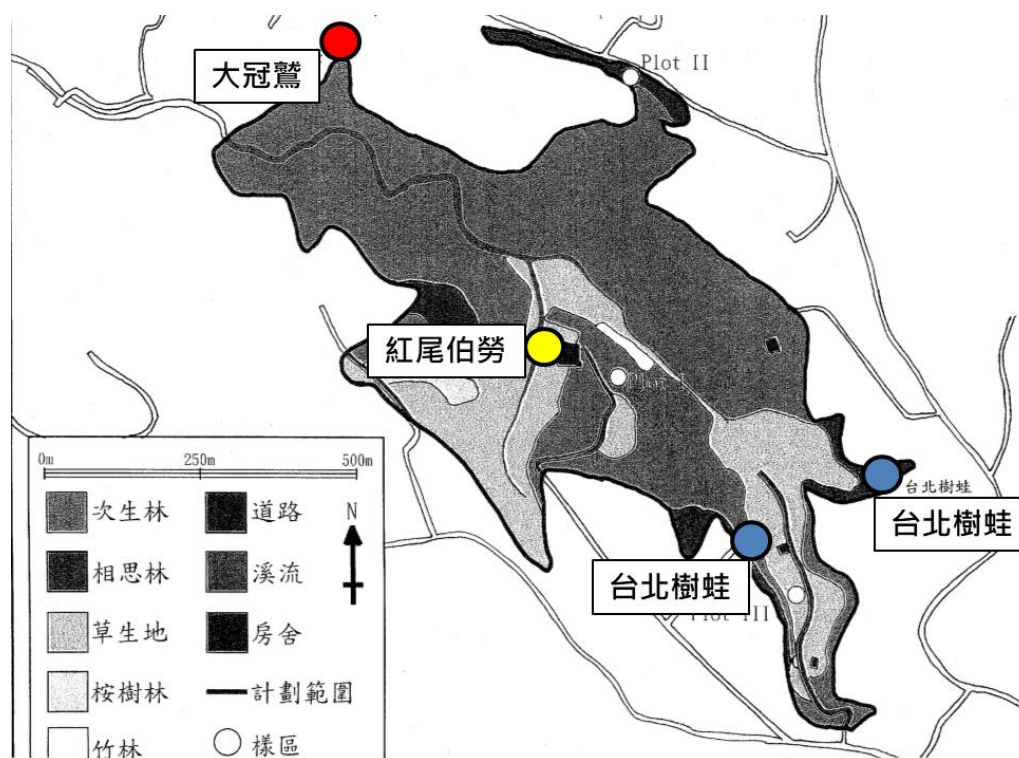 大冠鷲
Plot II
紅尾伯勞
台北樹蛙
台北樹蛙
台北樹蛙
Plot III
0m 250m 500m
次生林 道路
N
相思林 溪流
草生地 房舍
桉樹林 計劃範圍
竹林 樣區